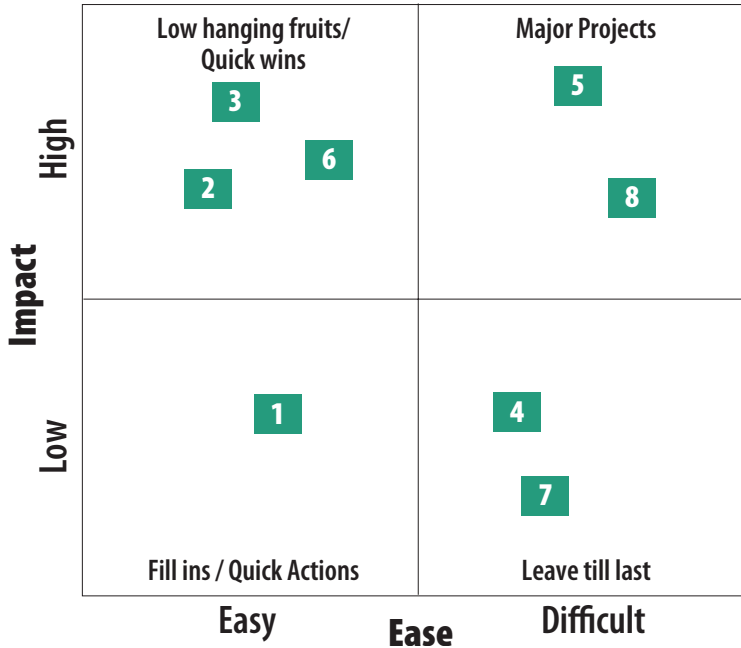 Low hanging fruits/
Quick wins
Major Projects
3
5
6
2
8
High
Impact
Low
1
4
7
Fill ins / Quick Actions
Leave till last
Easy
Ease
Difficult